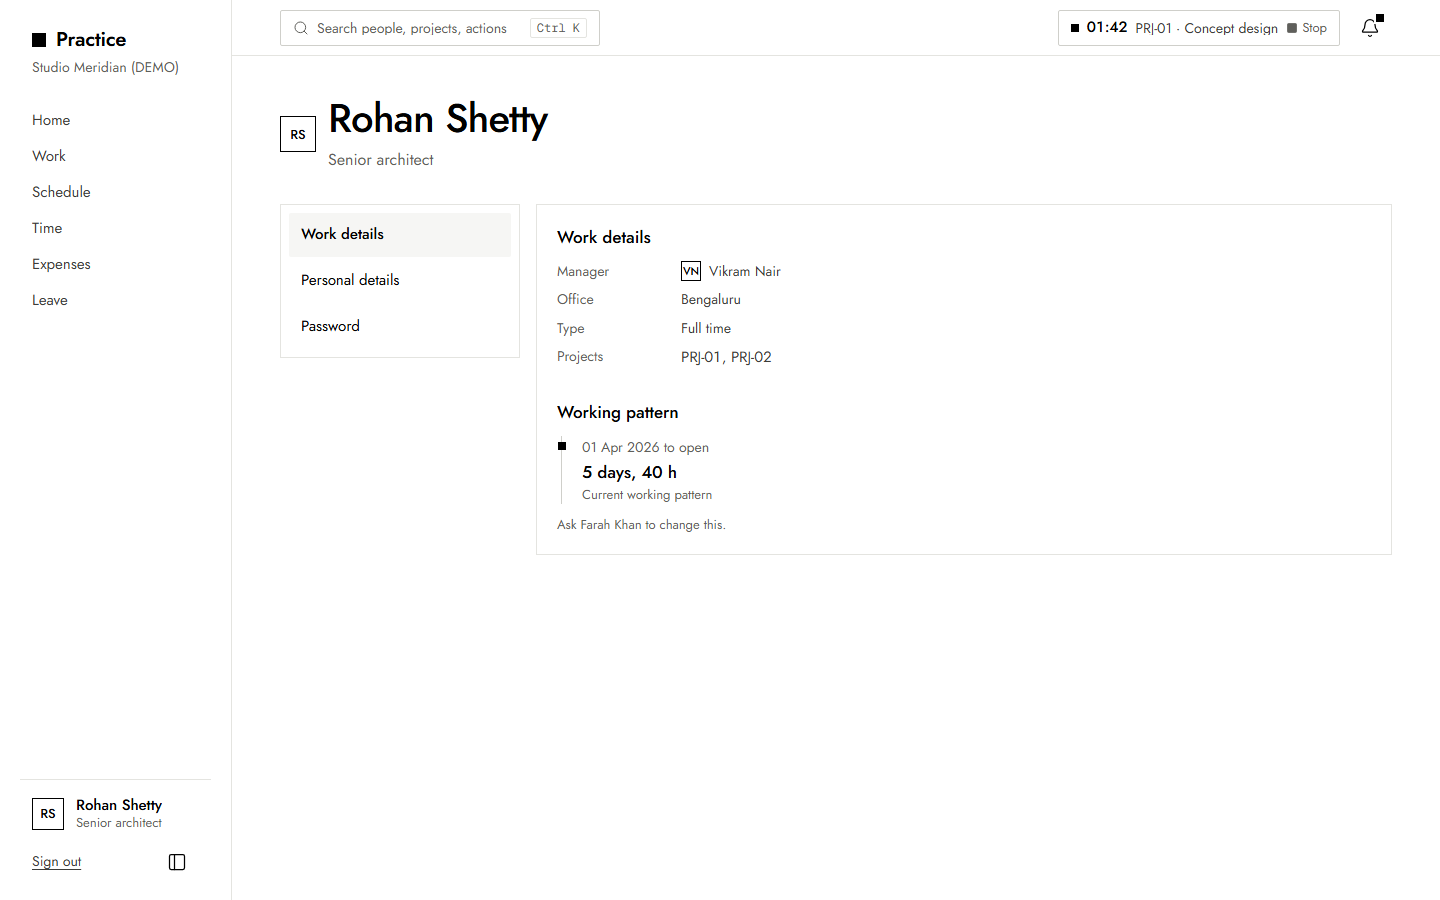 Practice
Studio Meridian (DEMO)
Home
Work
Schedule
Time
Expenses
Leave
RS
Rohan Shetty
Senior architect
Sign out
Search people, projects, actions Ctrl K
01:42 PRJ-01 · Concept design Stop
RS
Rohan Shetty
Senior architect
Work details
Personal details
Password
Work details
Manager VN Vikram Nair
Office Bengaluru
Type Full time
Projects PRJ-01, PRJ-02
Working pattern
01 Apr 2026 to open
5 days, 40 h
Current working pattern
Ask Farah Khan to change this.